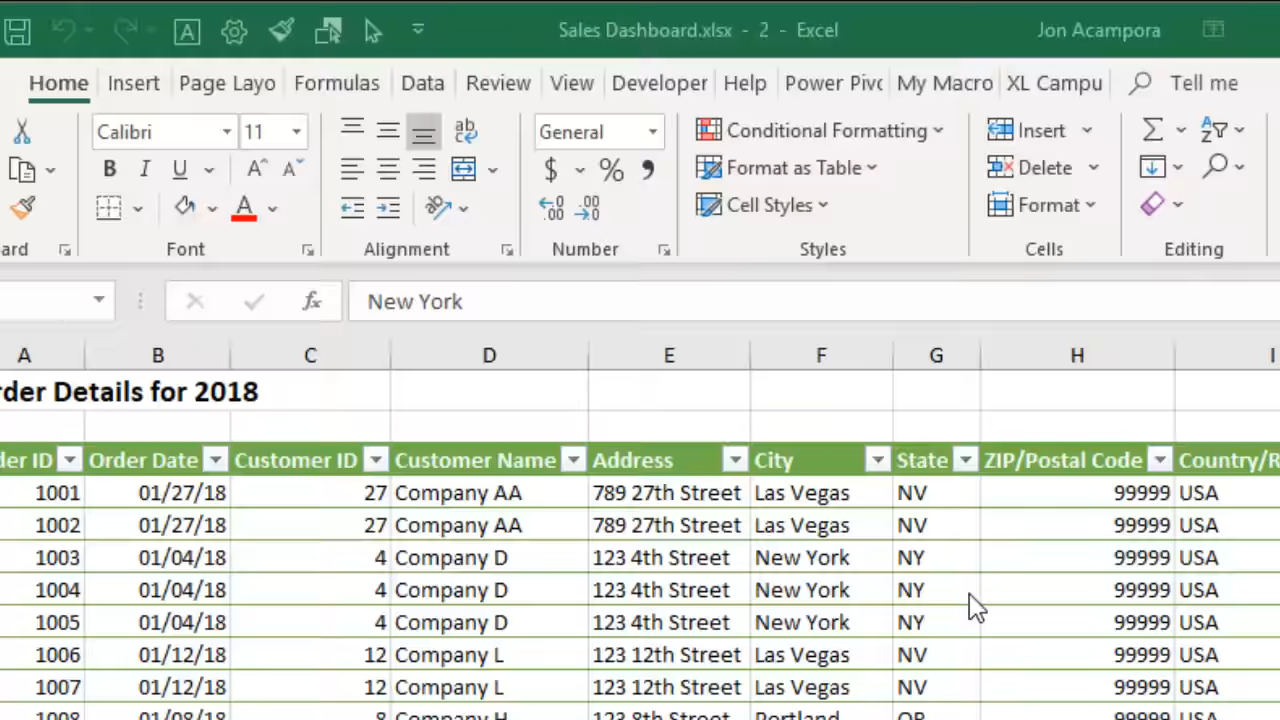 Sales Dashboard.xlsx - 2 - Excel Jon Acampora
Home Insert Page Layo Formulas Data Review View Developer Help Power Pivo My Macro XL Campu Tell me
Calibri 11 General Conditional Formatting Insert
B I U $ % Format as Table Delete
A Cell Styles Format
ard Font Alignment Number Styles Cells Editing
fx New York
A B C D E F G H I
rder Details for 2018
der ID Order Date Customer ID Customer Name Address City State ZIP/Postal Code Country/R
1001 01/27/18 27 Company AA 789 27th Street Las Vegas NV 99999 USA
1002 01/27/18 27 Company AA 789 27th Street Las Vegas NV 99999 USA
1003 01/04/18 4 Company D 123 4th Street New York NY 99999 USA
1004 01/04/18 4 Company D 123 4th Street New York NY 99999 USA
1005 01/04/18 4 Company D 123 4th Street New York NY 99999 USA
1006 01/12/18 12 Company L 123 12th Street Las Vegas NV 99999 USA
1007 01/12/18 12 Company L 123 12th Street Las Vegas NV 99999 USA
1008 01/08/18 8 Company H 123 8th Street Portland OR 99999 USA